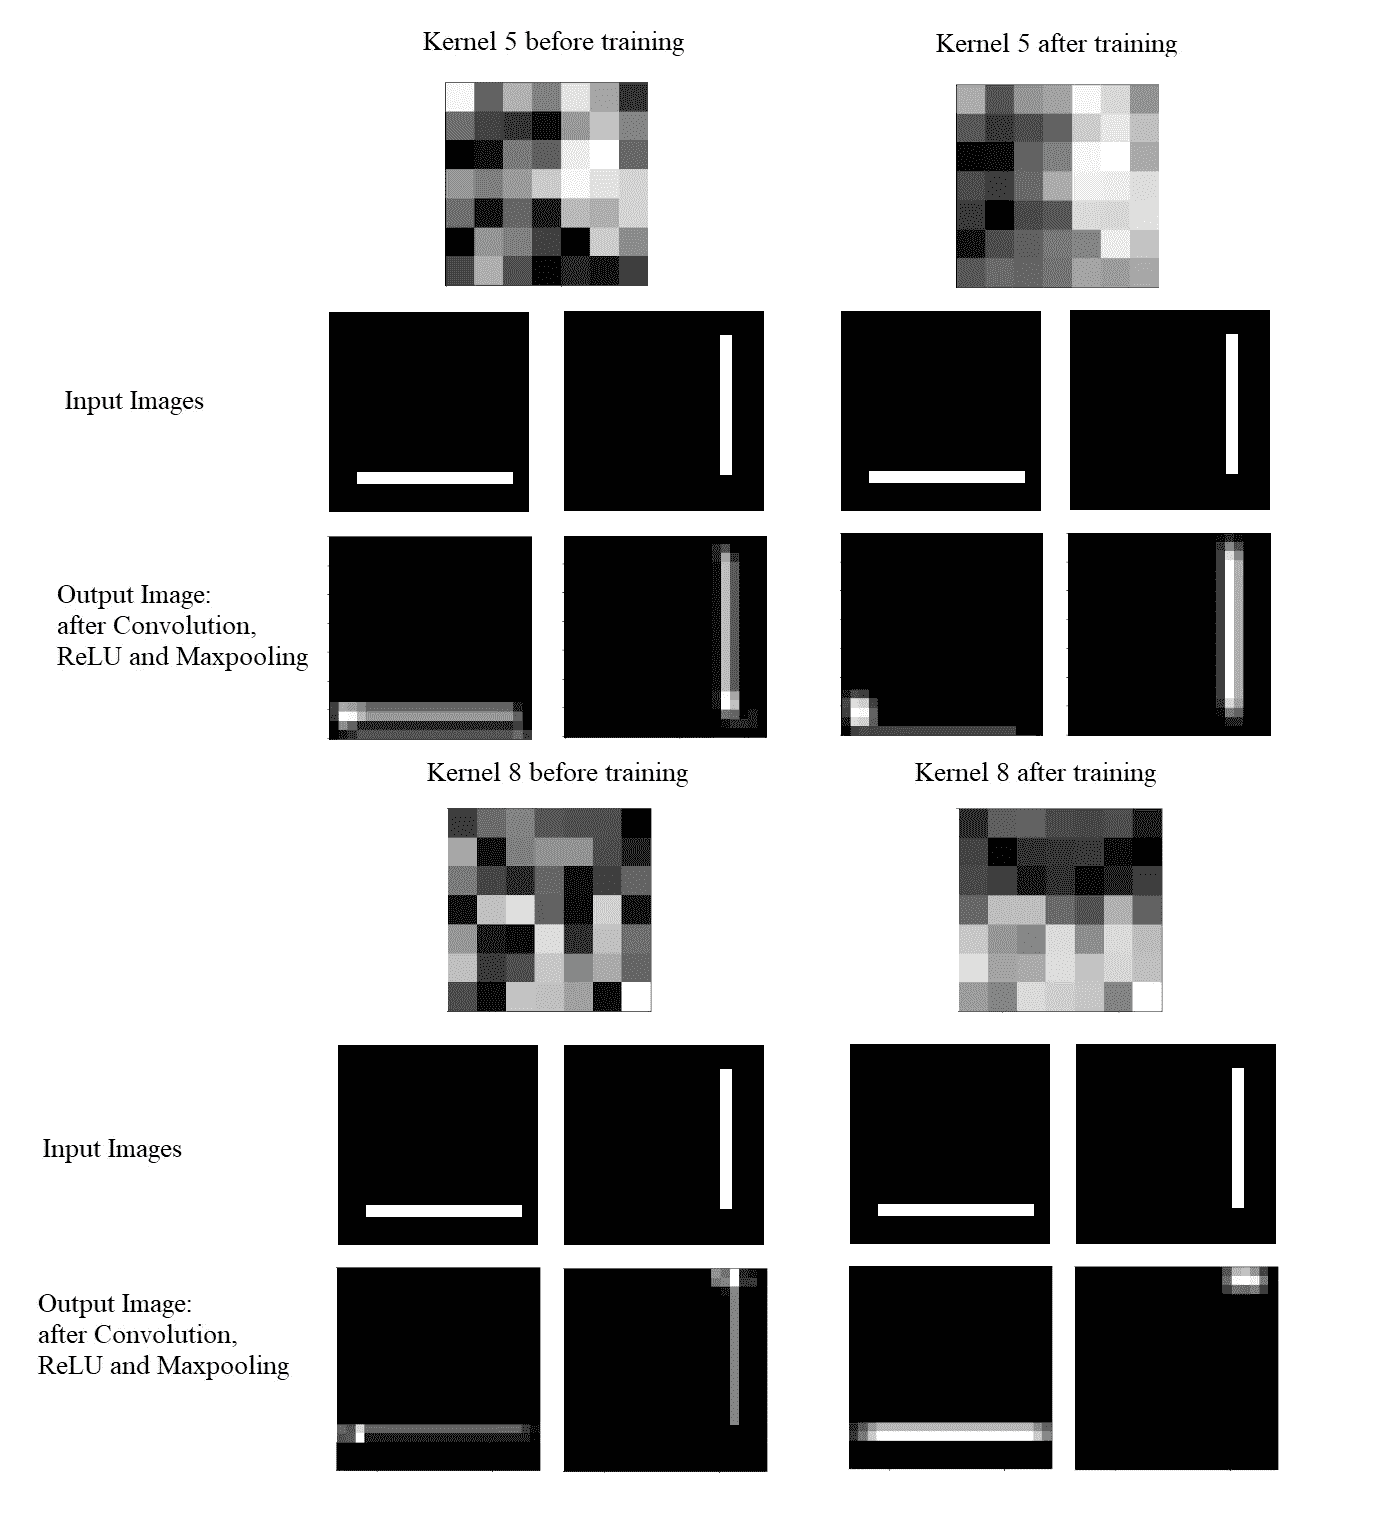 Kernel 5 before training
Kernel 5 after training
Input Images
Output Image:
after Convolution,
ReLU and Maxpooling
Kernel 8 before training
Kernel 8 after training
Input Images
Output Image:
after Convolution,
ReLU and Maxpooling